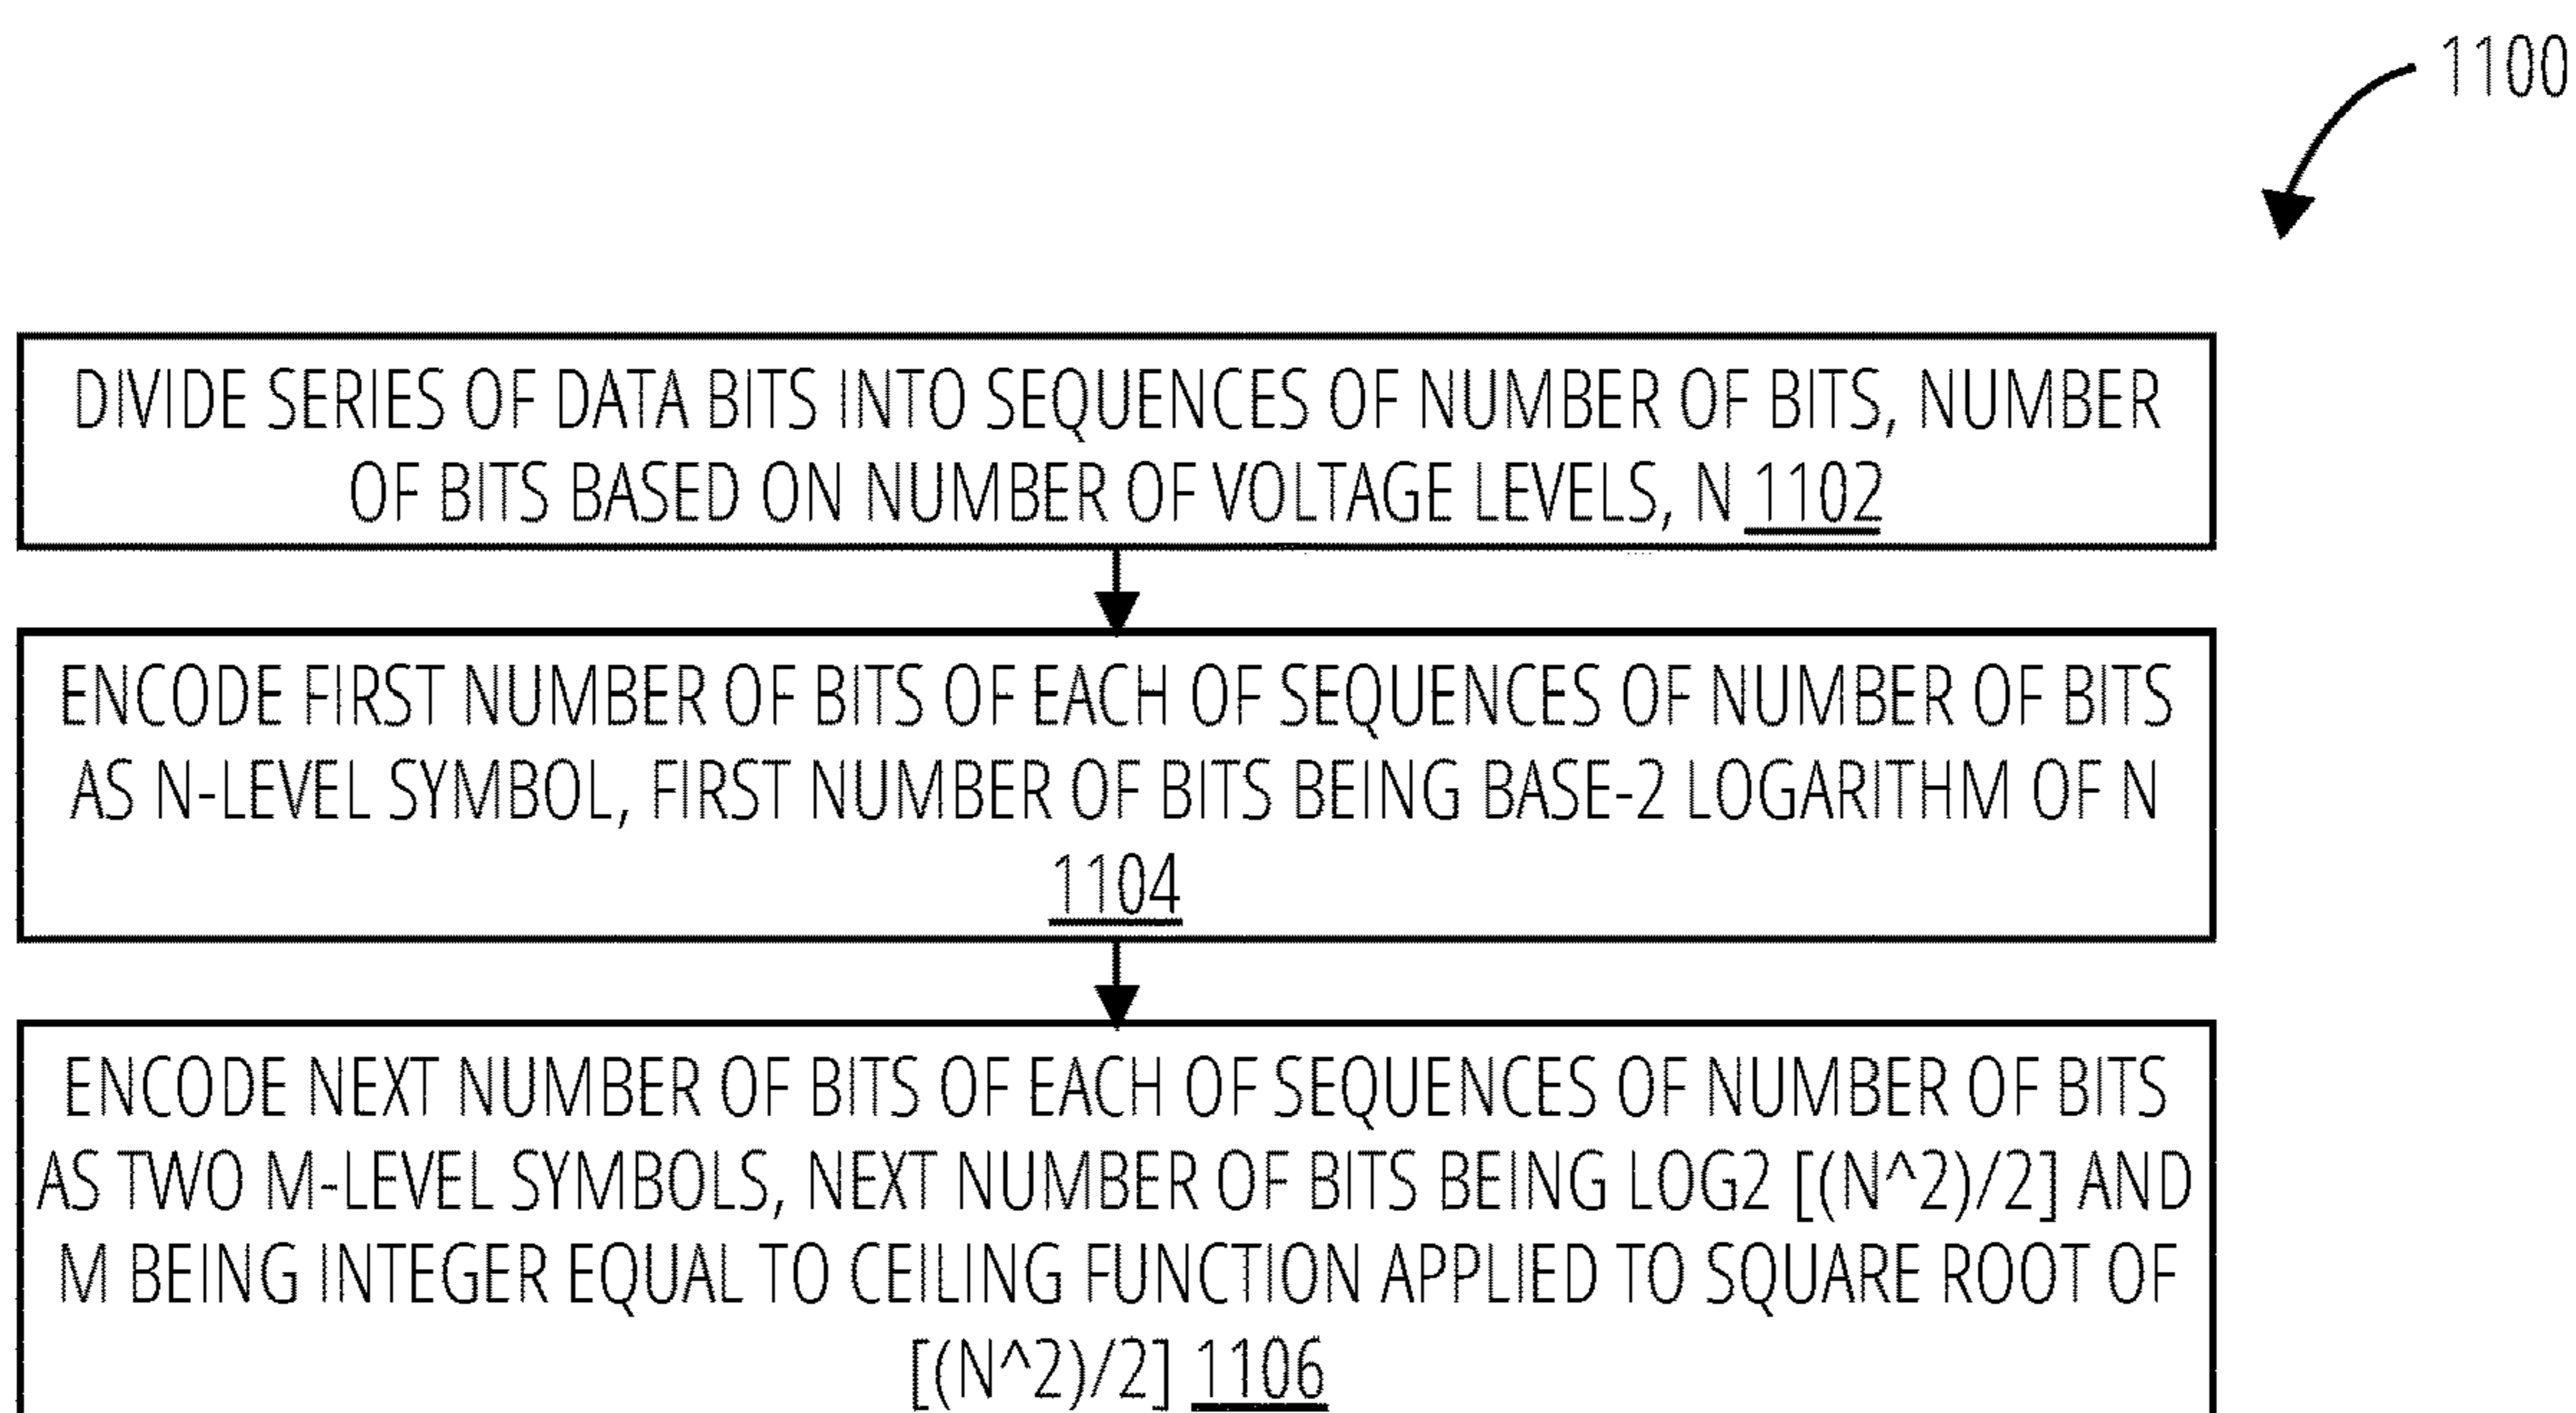 1100
DIVIDE SERIES OF DATA BITS INTO SEQUENCES OF NUMBER OF BITS, NUMBER
OF BITS BASED ON NUMBER OF VOLTAGE LEVELS, N 1102
ENCODE FIRST NUMBER OF BITS OF EACH OF SEQUENCES OF NUMBER OF BITS
AS N-LEVEL SYMBOL, FIRST NUMBER OF BITS BEING BASE-2 LOGARITHM OF N
1104
ENCODE NEXT NUMBER OF BITS OF EACH OF SEQUENCES OF NUMBER OF BITS
AS TWO M-LEVEL SYMBOLS, NEXT NUMBER OF BITS BEING LOG2 [(N^2)/2] AND
M BEING INTEGER EQUAL TO CEILING FUNCTION APPLIED TO SQUARE ROOT OF
[(N^2)/2] 1106